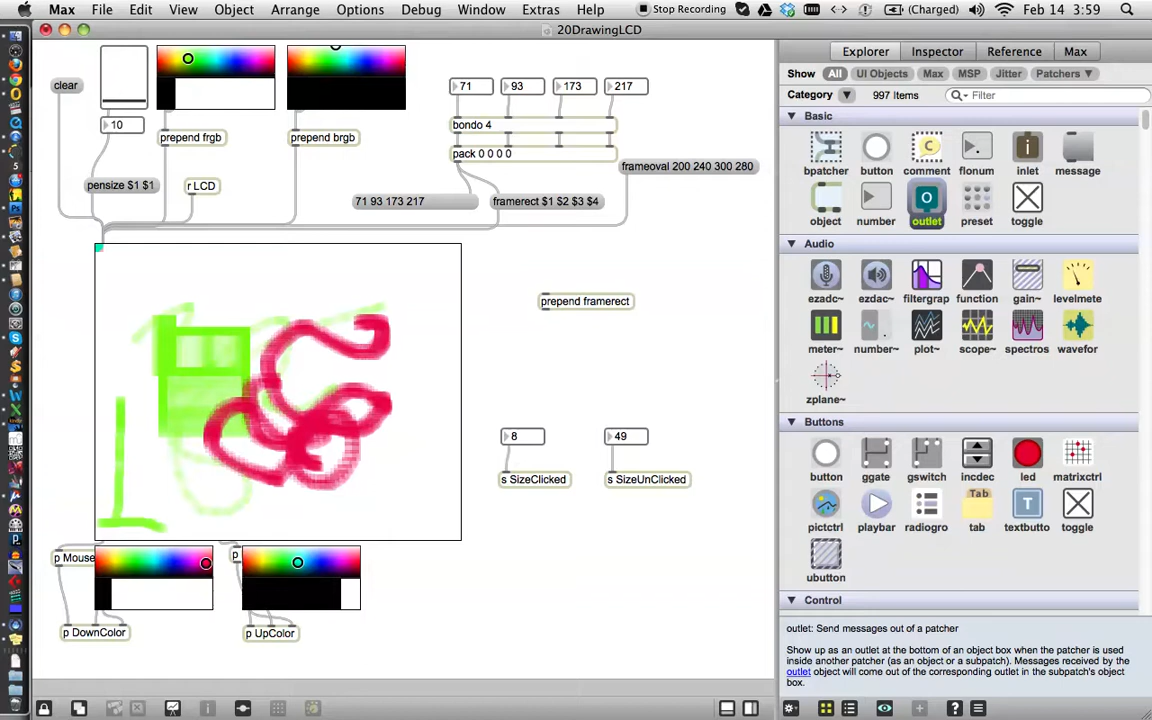 Max File Edit View Object Arrange Options Debug Window Extras Help Stop Recording (Charged) Feb 14 3:59
20DrawingLCD
Explorer Inspector Reference Max
Show All UI Objects Max MSP Jitter Patchers
Category 997 Items Filter
Basic
bpatcher button comment flonum inlet message
object number outlet preset toggle
Audio
ezadc~ ezdac~ filtergrap function gain~ levelmete
meter~ number~ plot~ scope~ spectros wavefor
zplane~
Buttons
button ggate gswitch incdec led matrixctrl
pictctrl playbar radiogro tab textbutto toggle
Tab
ubutton
Control
outlet: Send messages out of a patcher
Show up as an outlet at the bottom of an object box when the patcher is used
inside another patcher (as an object or a subpatch). Messages received by the
outlet object will come out of the corresponding outlet in the subpatch's object
box.
clear
10
prepend frgb
prepend brgb
71 93 173 217
bondo 4
pack 0 0 0 0
frameoval 200 240 300 280
pensize $1 $1
r LCD
71 93 173 217
framerect $1 $2 $3 $4
prepend framerect
8
49
s SizeClicked
s SizeUnClicked
p Mouse
p
p DownColor
p UpColor